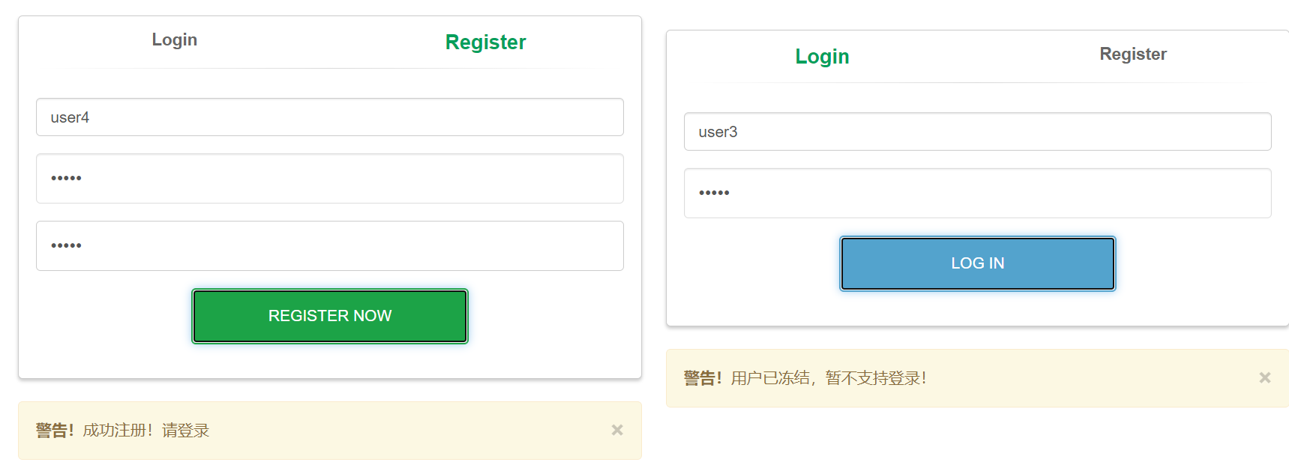 Login Register
user4
•••••
•••••
REGISTER NOW
警告！成功注册！请登录 ×
Login Register
user3
•••••
LOG IN
警告！用户已冻结，暂不支持登录！ ×